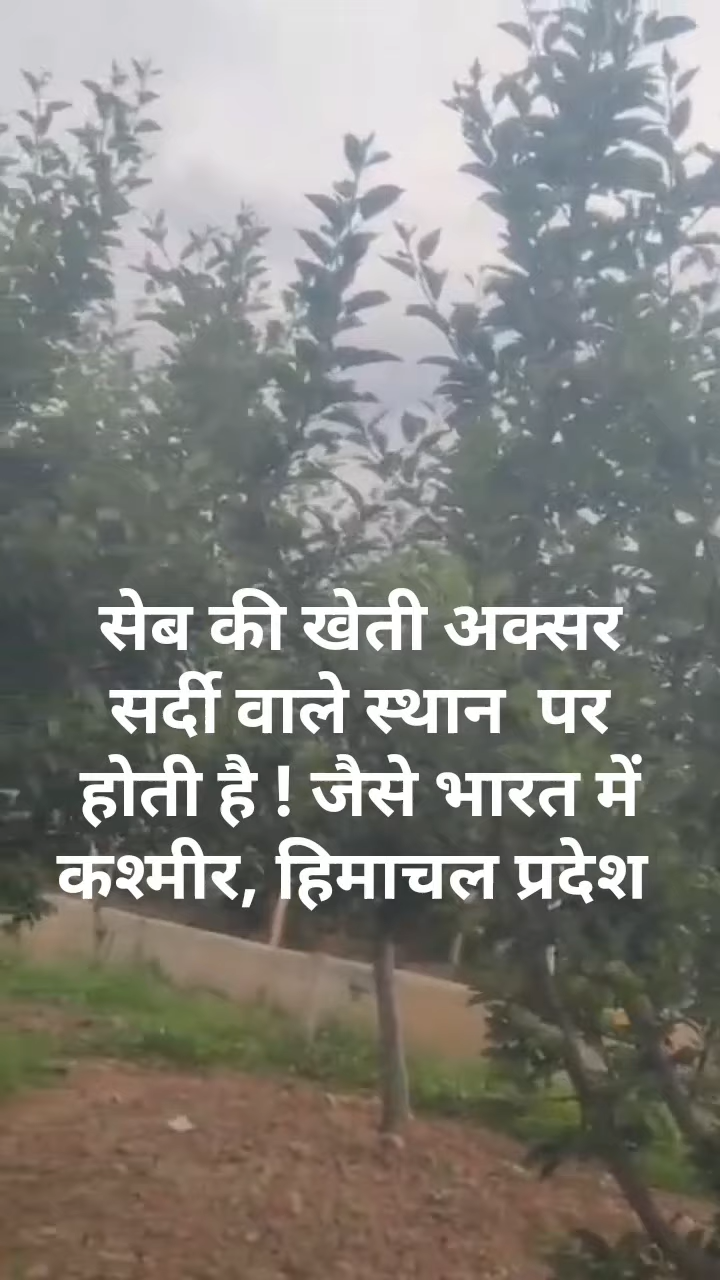 सेब की खेती अक्सर
सर्दी वाले स्थान पर
होती है ! जैसे भारत में
कश्मीर, हिमाचल प्रदेश